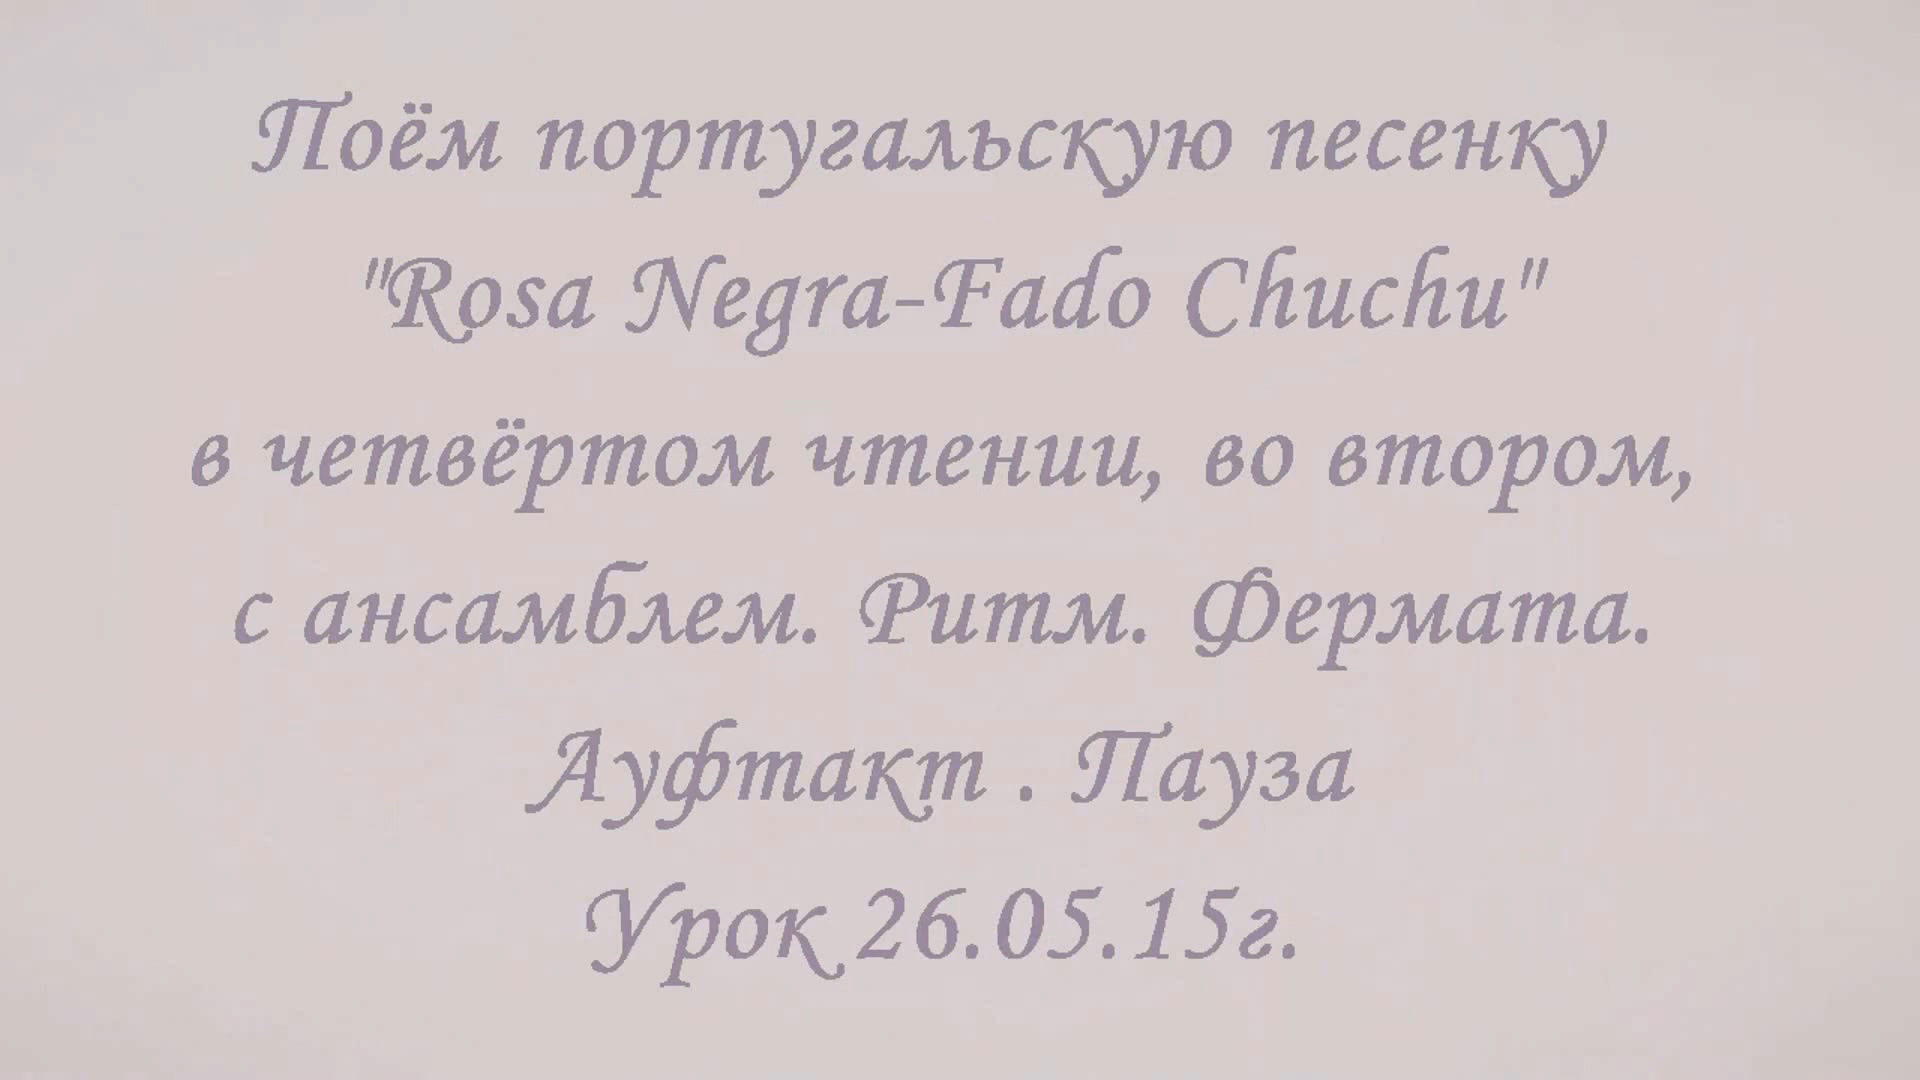 Поём португальскую песенку
"Rosa Negra-Fado Chuchu"
в четвёртом чтении, во втором,
с ансамблем. Ритм. Фермата.
Ауфтакт . Пауза
Урок 26.05.15г.